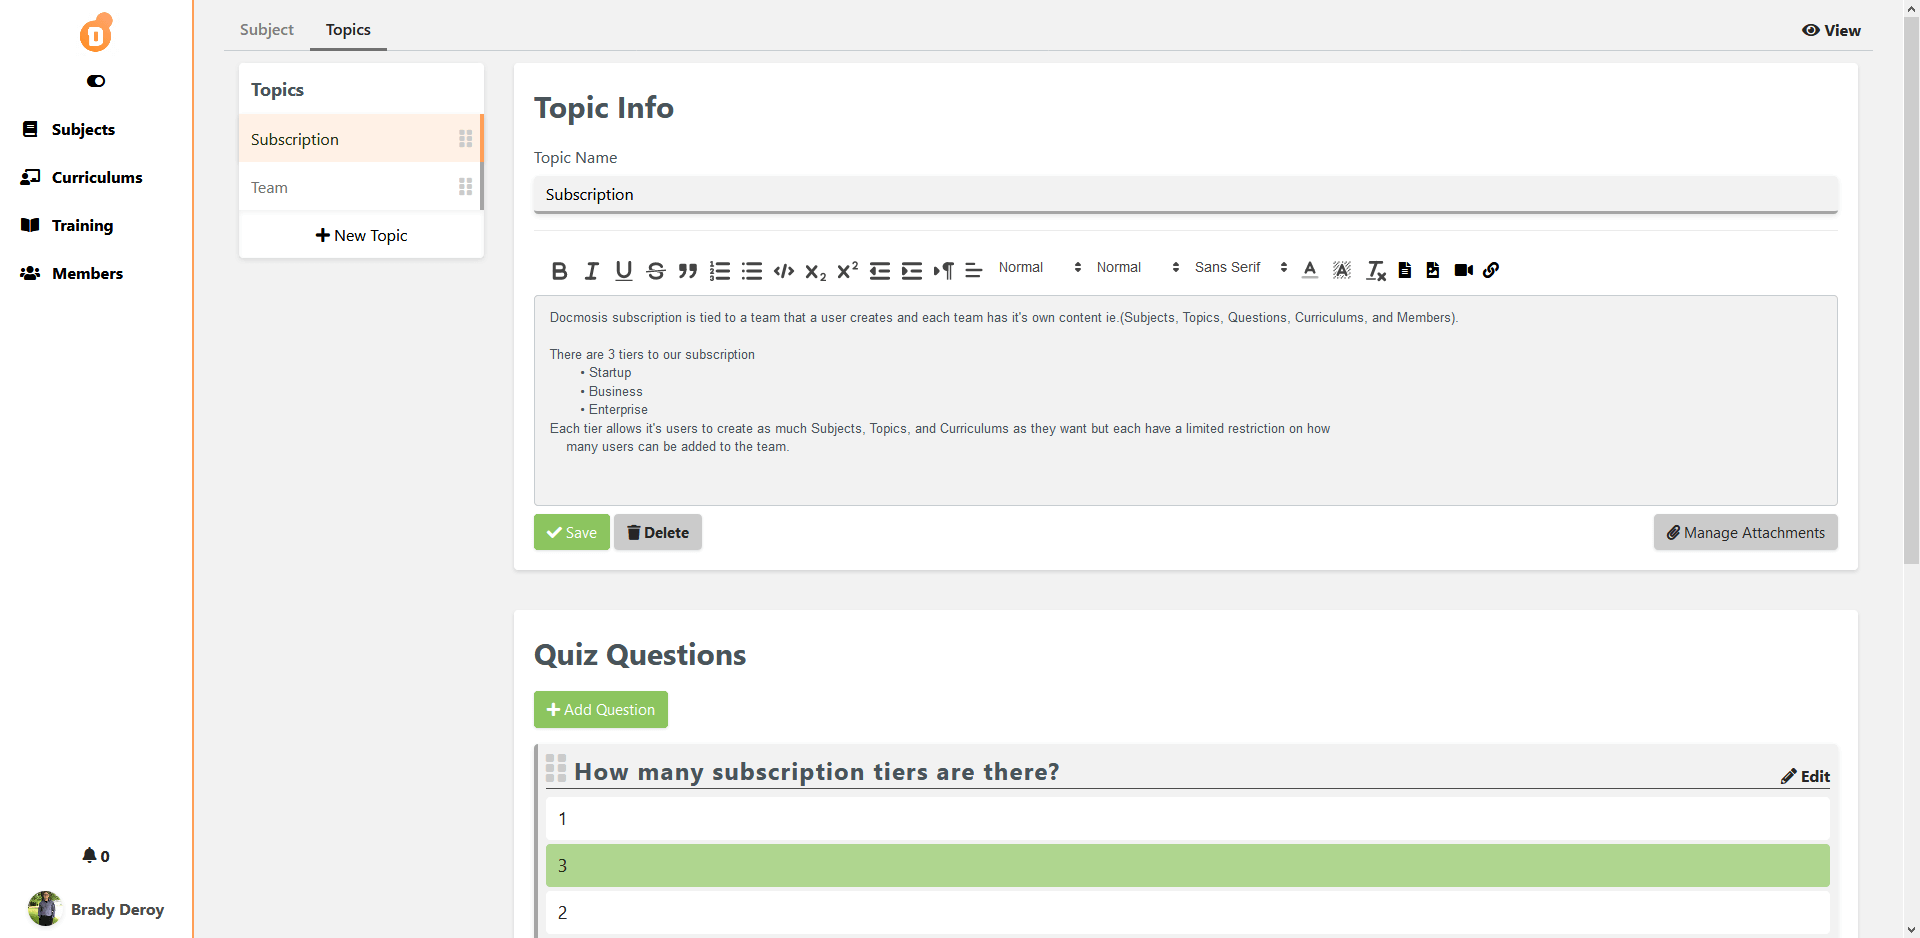 Subject
Topics
View
Subjects
Curriculums
Training
Members
0
Brady Deroy
Topics
Subscription
Team
New Topic
Topic Info
Topic Name
Subscription
Normal
Normal
Sans Serif
Docmosis subscription is tied to a team that a user creates and each team has it's own content ie.(Subjects, Topics, Questions, Curriculums, and Members).
There are 3 tiers to our subscription
• Startup
• Business
• Enterprise
Each tier allows it's users to create as much Subjects, Topics, and Curriculums as they want but each have a limited restriction on how
many users can be added to the team.
Save
Delete
Manage Attachments
Quiz Questions
Add Question
How many subscription tiers are there?
Edit
1
3
2